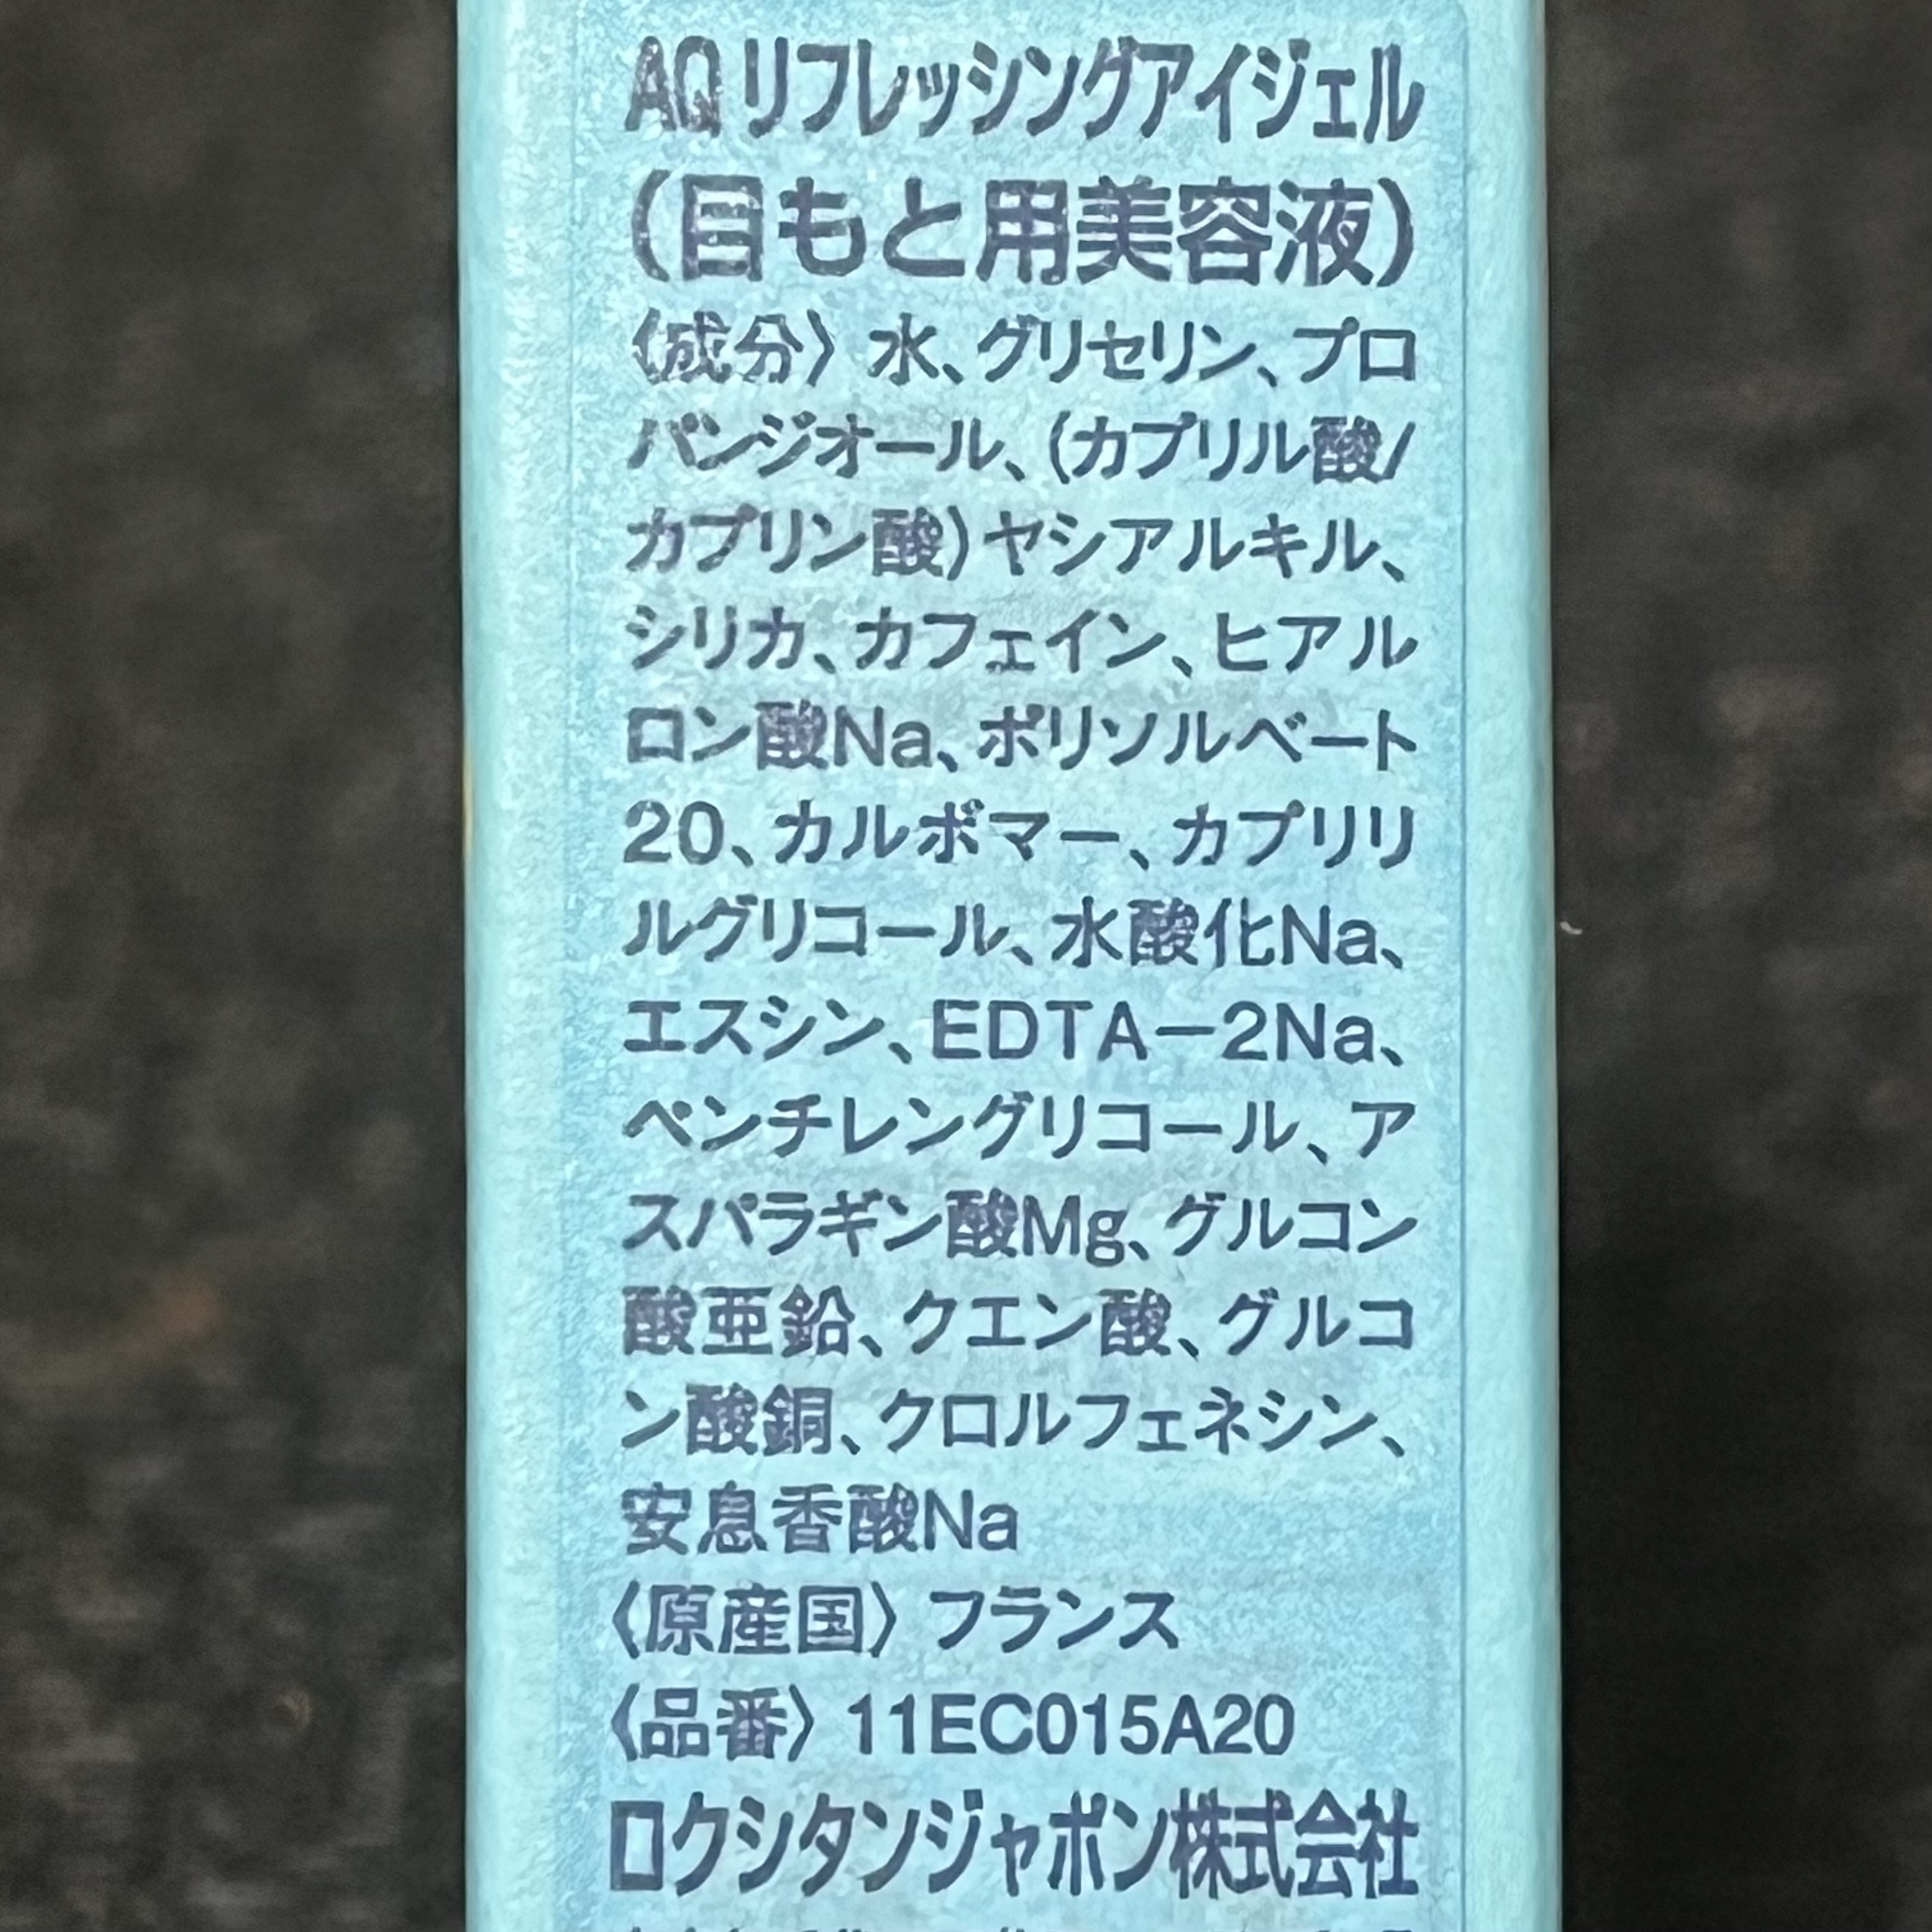 AQリフレッシングアイジェル
(目もと用美容液)
〈成分〉水、グリセリン、プロ
パンジオール、(カプリル酸/
カプリン酸)ヤシアルキル、
シリカ、カフェイン、ヒアル
ロン酸Na、ポリソルベート
20、カルボマー、カプリリ
ルグリコール、水酸化Na、
エスシン、EDTA－2Na、
ペンチレングリコール、ア
スパラギン酸Mg、グルコン
酸亜鉛、クエン酸、グルコ
ン酸銅、クロルフェネシン、
安息香酸Na
〈原産国〉フランス
〈品番〉11EC015A20
ロクシタンジャポン株式会社